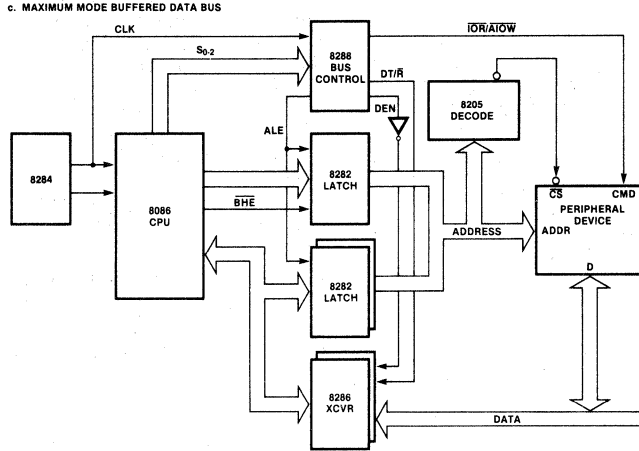 c. MAXIMUM MODE BUFFERED DATA BUS
CLK
S0-2
8288
BUS
CONTROL
IOR/AIOW
DT/R
DEN
8205
DECODE
ALE
8284
8086
CPU
8282
LATCH
BHE
CS
CMD
PERIPHERAL
DEVICE
ADDR
ADDRESS
D
8282
LATCH
8286
XCVR
DATA